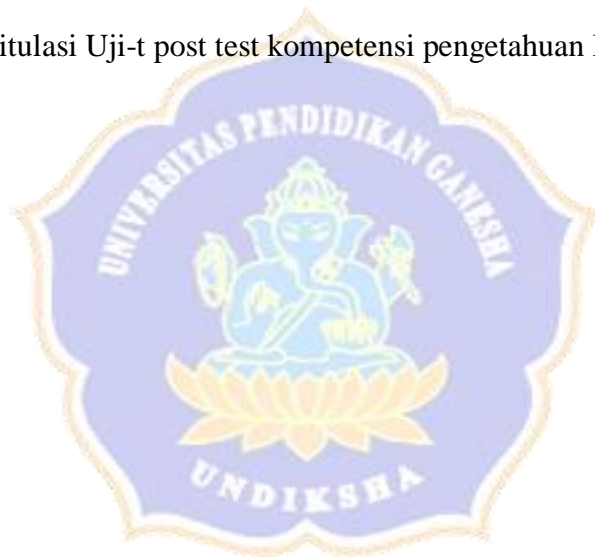 itulasi Uji-t post test kompetensi pengetahuan
UNIVERSITAS PENDIDIKAN GANESHA
UNDIKSHA